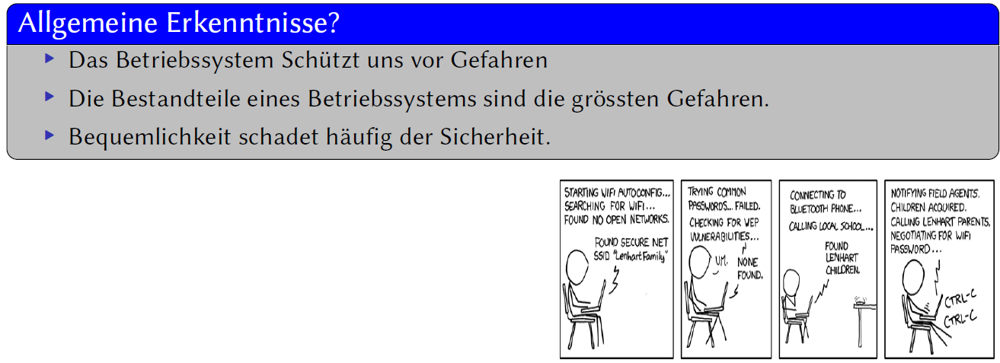 Allgemeine Erkenntnisse?
Das Betriebssystem Schützt uns vor Gefahren
Die Bestandteile eines Betriebssystems sind die grössten Gefahren.
Bequemlichkeit schadet häufig der Sicherheit.
STARTING WIFI AUTOCONFIG...
SEARCHING FOR WIFI...
FOUND NO OPEN NETWORKS.
FOUND SECURE NET
SSID "LenhartFamily"
TRYING COMMON
PASSWORDS... FAILED.
CHECKING FOR WEP
VULNERABILITIES...
UM.
NONE
FOUND.
CONNECTING TO
BLUETOOTH PHONE...
CALLING LOCAL SCHOOL...
FOUND
LENHART
CHILDREN.
NOTIFYING FIELD AGENTS.
CHILDREN ACQUIRED.
CALLING LENHART PARENTS.
NEGOTIATING FOR WIFI
PASSWORD...
CTRL-C
CTRL-C